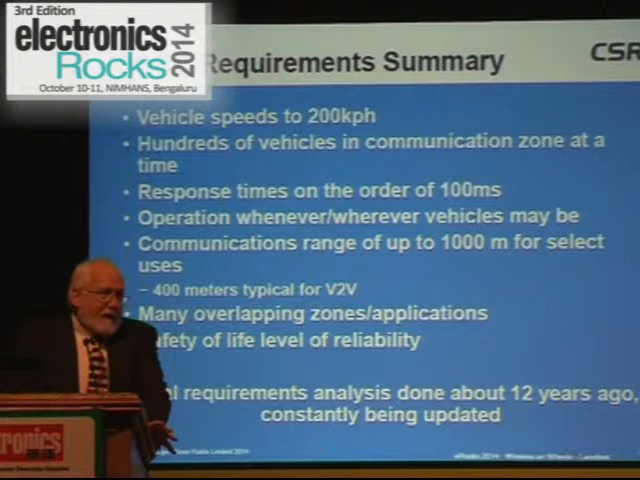 3rd Edition
electronics
Rocks
2014
October 10-11, NIMHANS, Bengaluru
Requirements Summary
CSR
• Vehicle speeds to 200kph
• Hundreds of vehicles in communication zone at a
time
• Response times on the order of 100ms
• Operation whenever/wherever vehicles may be
• Communications range of up to 1000 m for select
uses
− 400 meters typical for V2V
• Many overlapping zones/applications
afety of life level of reliability
l requirements analysis done about 12 years ago,
constantly being updated
tronics